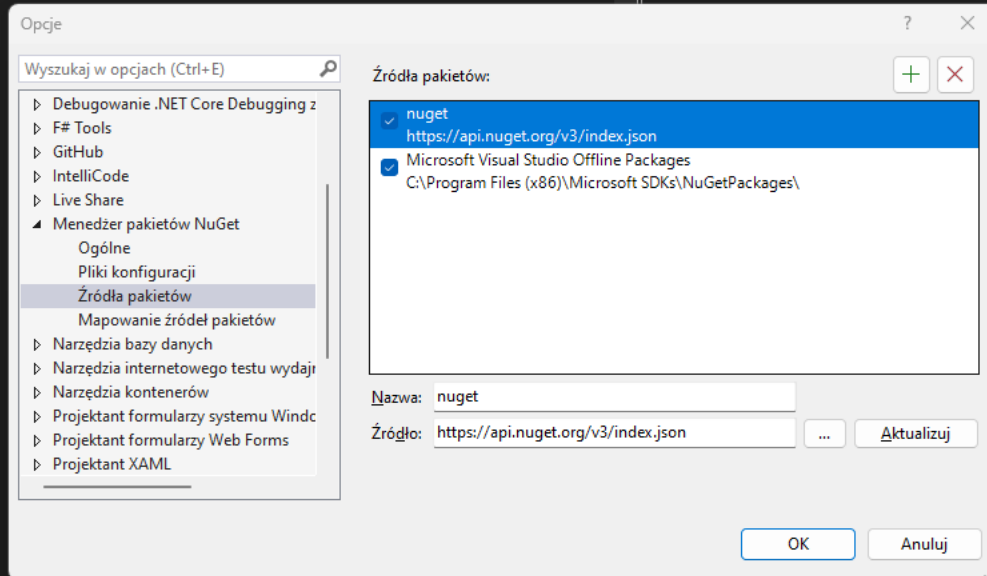 Opcje
?
Wyszukaj w opcjach (Ctrl+E)
Debugowanie .NET Core Debugging z
F# Tools
GitHub
IntelliCode
Live Share
Menedżer pakietów NuGet
Ogólne
Pliki konfiguracji
Źródła pakietów
Mapowanie źródeł pakietów
Narzędzia bazy danych
Narzędzia internetowego testu wydajr
Narzędzia kontenerów
Projektant formularzy systemu Windo
Projektant formularzy Web Forms
Projektant XAML
Źródła pakietów:
nuget
https://api.nuget.org/v3/index.json
Microsoft Visual Studio Offline Packages
C:\Program Files (x86)\Microsoft SDKs\NuGetPackages\
Nazwa: nuget
Źródło: https://api.nuget.org/v3/index.json ... Aktualizuj
OK Anuluj